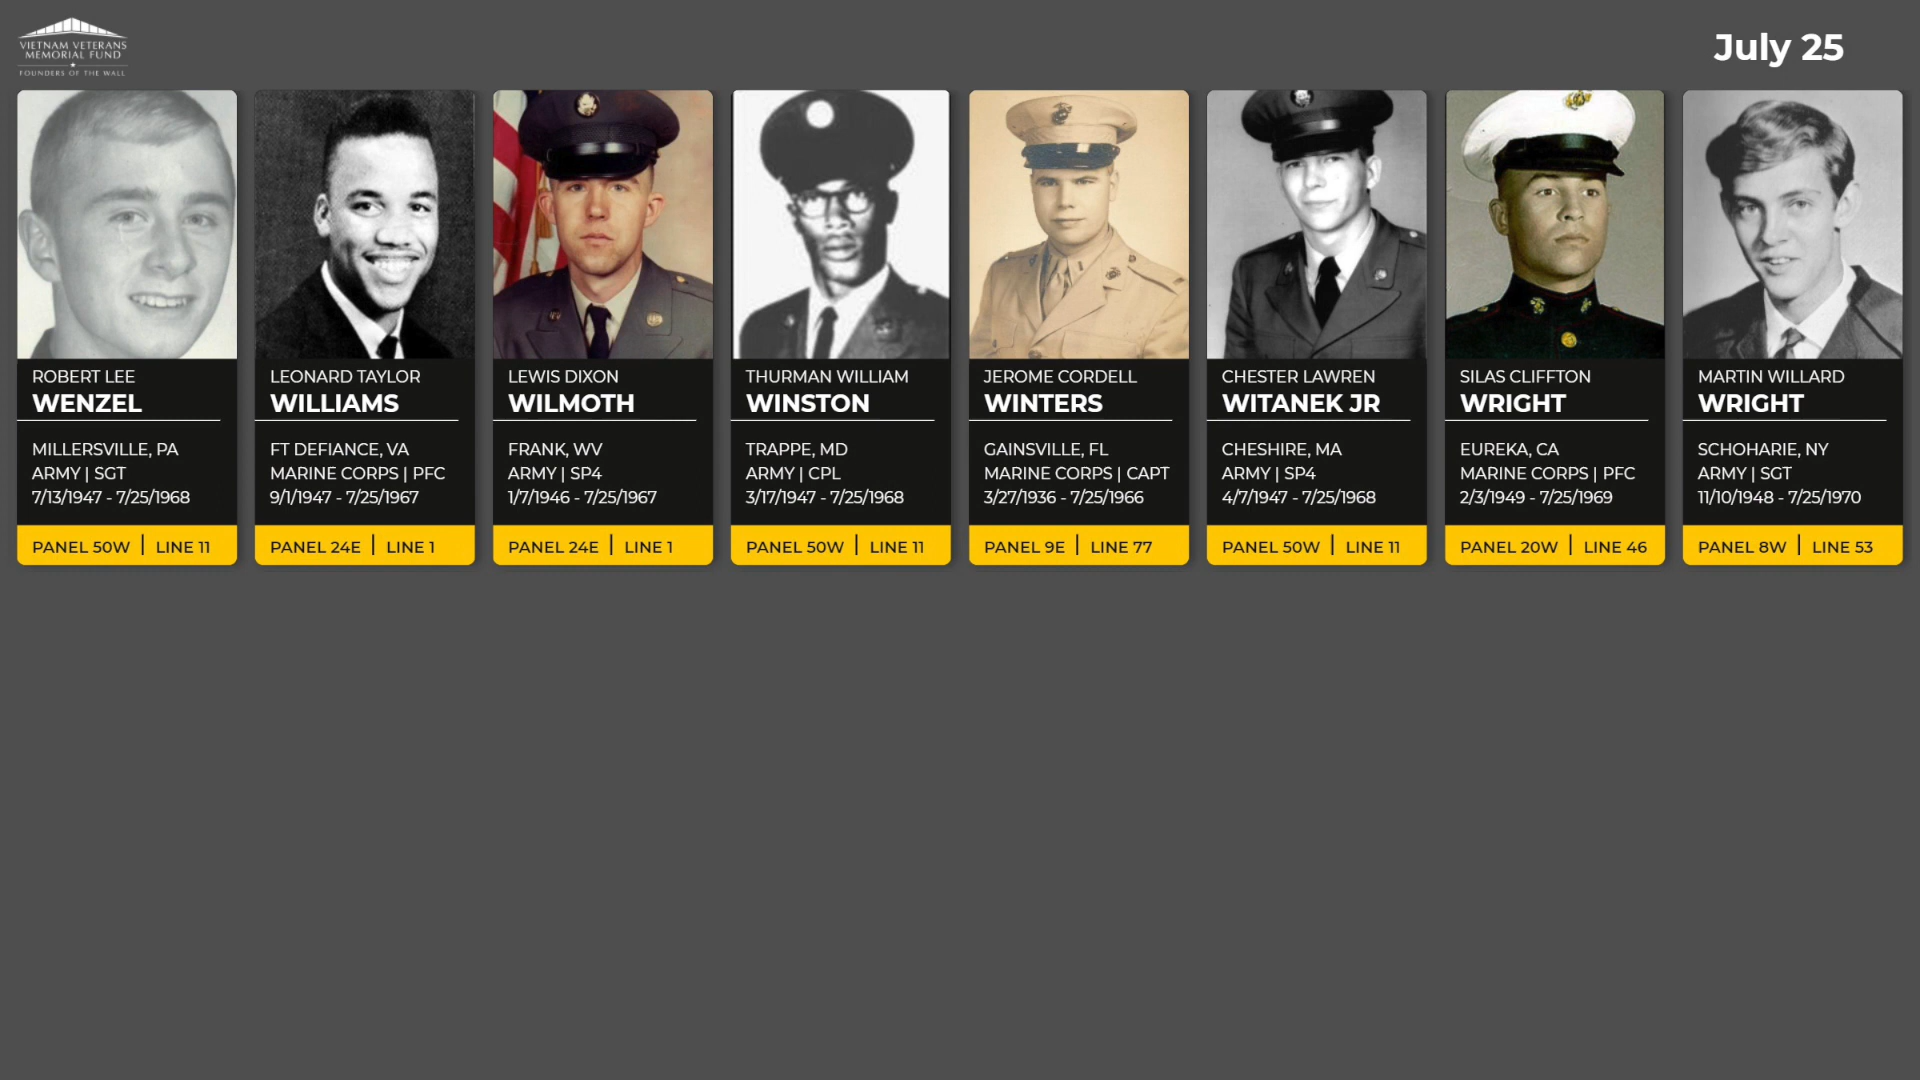 VIETNAM VETERANS
MEMORIAL FUND
FOUNDERS OF THE WALL
July 25
ROBERT LEE
WENZEL
MILLERSVILLE, PA
ARMY | SGT
7/13/1947 - 7/25/1968
PANEL 50W | LINE 11
LEONARD TAYLOR
WILLIAMS
FT DEFIANCE, VA
MARINE CORPS | PFC
9/1/1947 - 7/25/1967
PANEL 24E | LINE 1
LEWIS DIXON
WILMOTH
FRANK, WV
ARMY | SP4
1/7/1946 - 7/25/1967
PANEL 24E | LINE 1
THURMAN WILLIAM
WINSTON
TRAPPE, MD
ARMY | CPL
3/17/1947 - 7/25/1968
PANEL 50W | LINE 11
JEROME CORDELL
WINTERS
GAINSVILLE, FL
MARINE CORPS | CAPT
3/27/1936 - 7/25/1966
PANEL 9E | LINE 77
CHESTER LAWREN
WITANEK JR
CHESHIRE, MA
ARMY | SP4
4/7/1947 - 7/25/1968
PANEL 50W | LINE 11
SILAS CLIFFTON
WRIGHT
EUREKA, CA
MARINE CORPS | PFC
2/3/1949 - 7/25/1969
PANEL 20W | LINE 46
MARTIN WILLARD
WRIGHT
SCHOHARIE, NY
ARMY | SGT
11/10/1948 - 7/25/1970
PANEL 8W | LINE 53